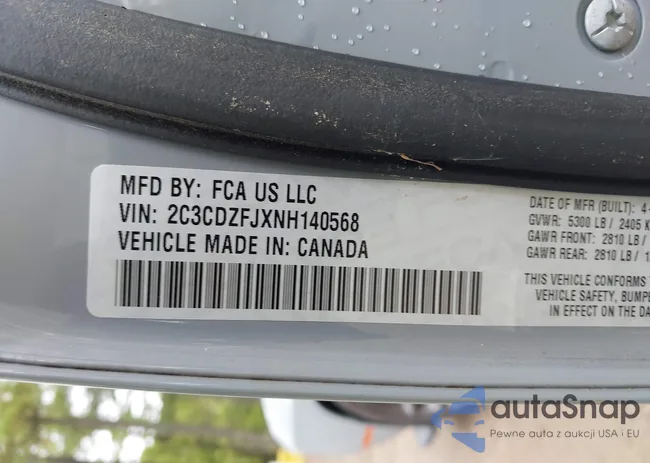 MFD BY: FCA US LLC
VIN: 2C3CDZFJXNH140568
VEHICLE MADE IN: CANADA
DATE OF MFR (BUILT): 4-
GVWR: 5300 LB / 2405 K
GAWR FRONT: 2810 LB /
GAWR REAR: 2810 LB / 1
THIS VEHICLE CONFORMS
VEHICLE SAFETY, BUMPE
IN EFFECT ON THE DA
autaSnap
Pewne auta z aukcji USA i EU